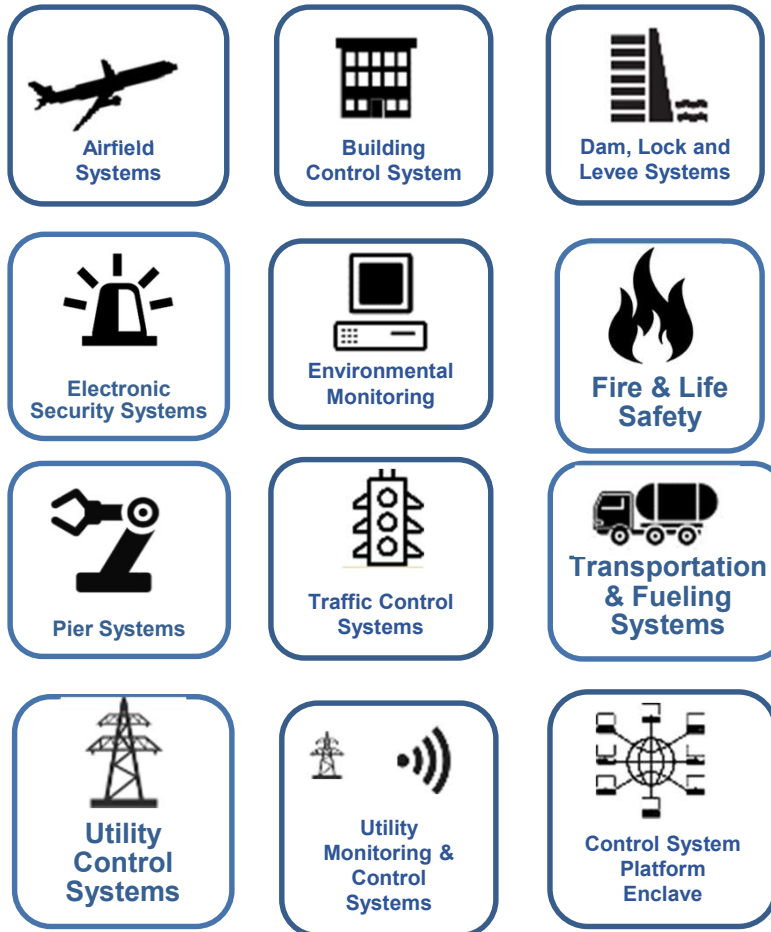 Airfield
Systems
Building
Control System
Dam, Lock and
Levee Systems
Electronic
Security Systems
Environmental
Monitoring
Fire & Life
Safety
Pier Systems
Traffic Control
Systems
Transportation
& Fueling
Systems
Utility
Control
Systems
Utility
Monitoring &
Control
Systems
Control System
Platform
Enclave